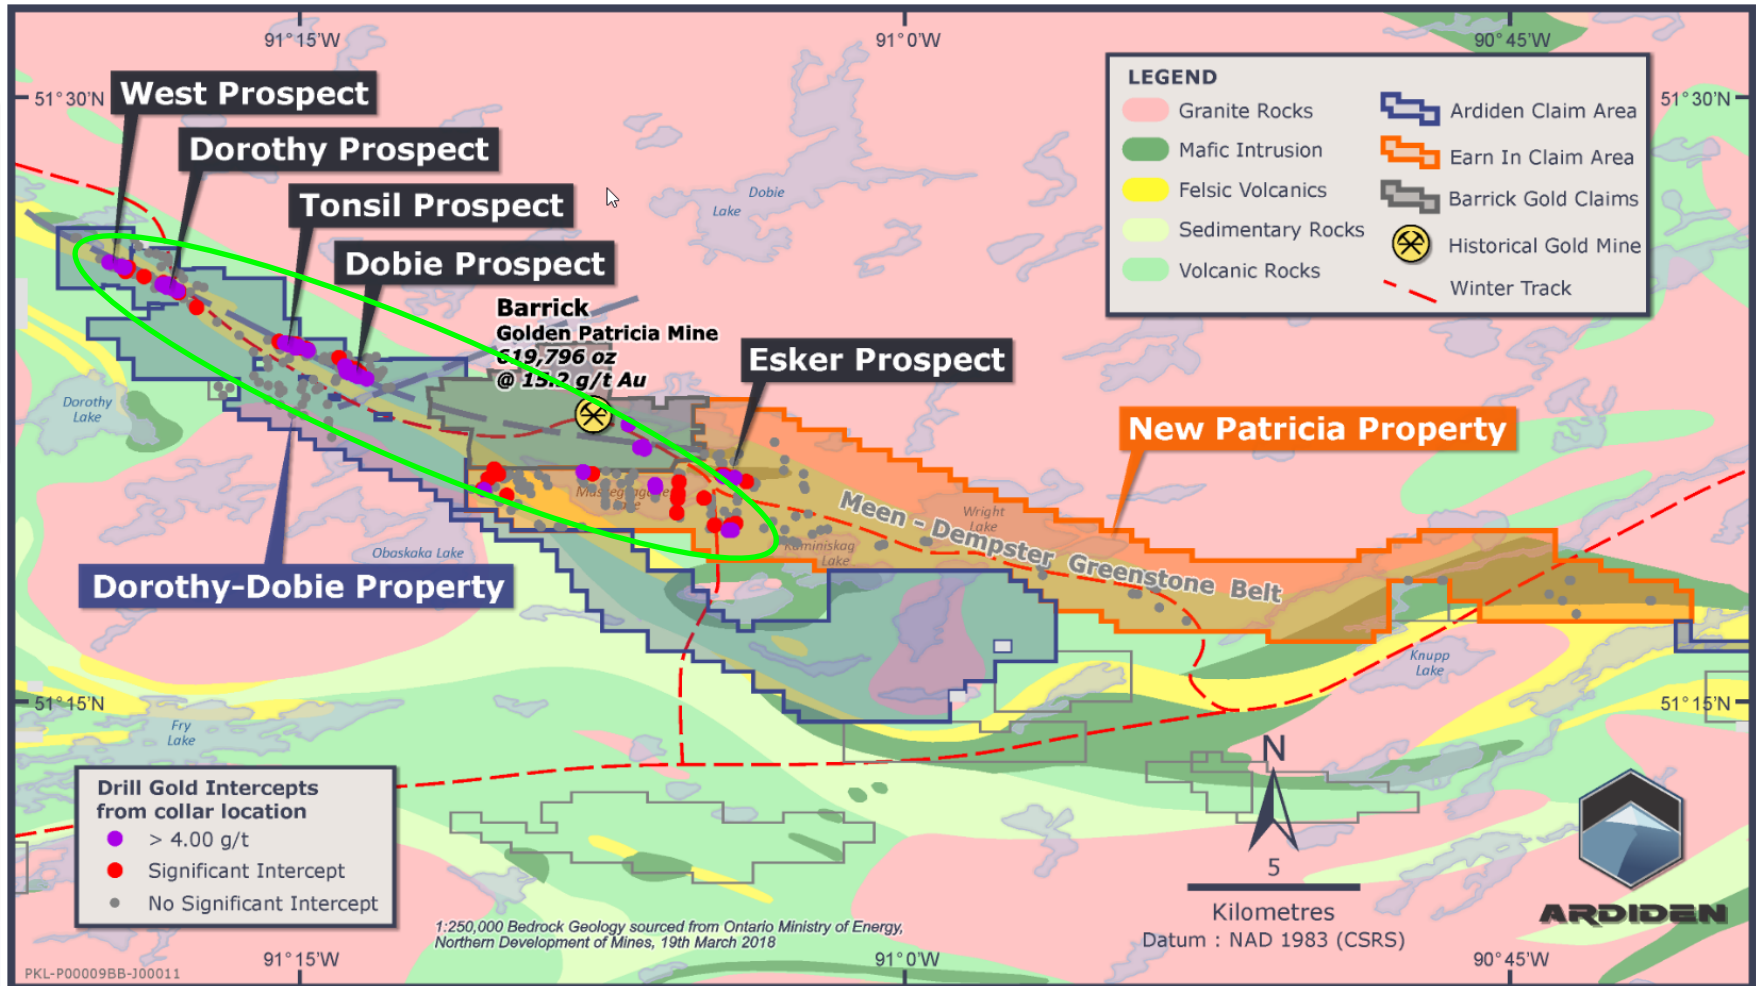 91°15'W
91°0'W
90°45'W
51°30'N
51°30'N
West Prospect
Dorothy Prospect
Tonsil Prospect
Dobie Prospect
Dobie
Lake
LEGEND
Granite Rocks
Mafic Intrusion
Felsic Volcanics
Sedimentary Rocks
Volcanic Rocks
Ardiden Claim Area
Earn In Claim Area
Barrick Gold Claims
Historical Gold Mine
Winter Track
Barrick
Golden Patricia Mine
619,796 oz
@ 15.2 g/t Au
Esker Prospect
New Patricia Property
Dorothy
Lake
Wright
Lake
Meen - Dempster Greenstone Belt
Obaskaka Lake
Kaminiskag
Lake
Dorothy-Dobie Property
Knupp
Lake
51°15'N
51°15'N
Fry
Lake
Drill Gold Intercepts
from collar location
> 4.00 g/t
Significant Intercept
No Significant Intercept
N
5
Kilometres
Datum : NAD 1983 (CSRS)
ARDIDEN
1:250,000 Bedrock Geology sourced from Ontario Ministry of Energy,
Northern Development of Mines, 19th March 2018
PKL-P00009BB-J00011
91°15'W
91°0'W
90°45'W